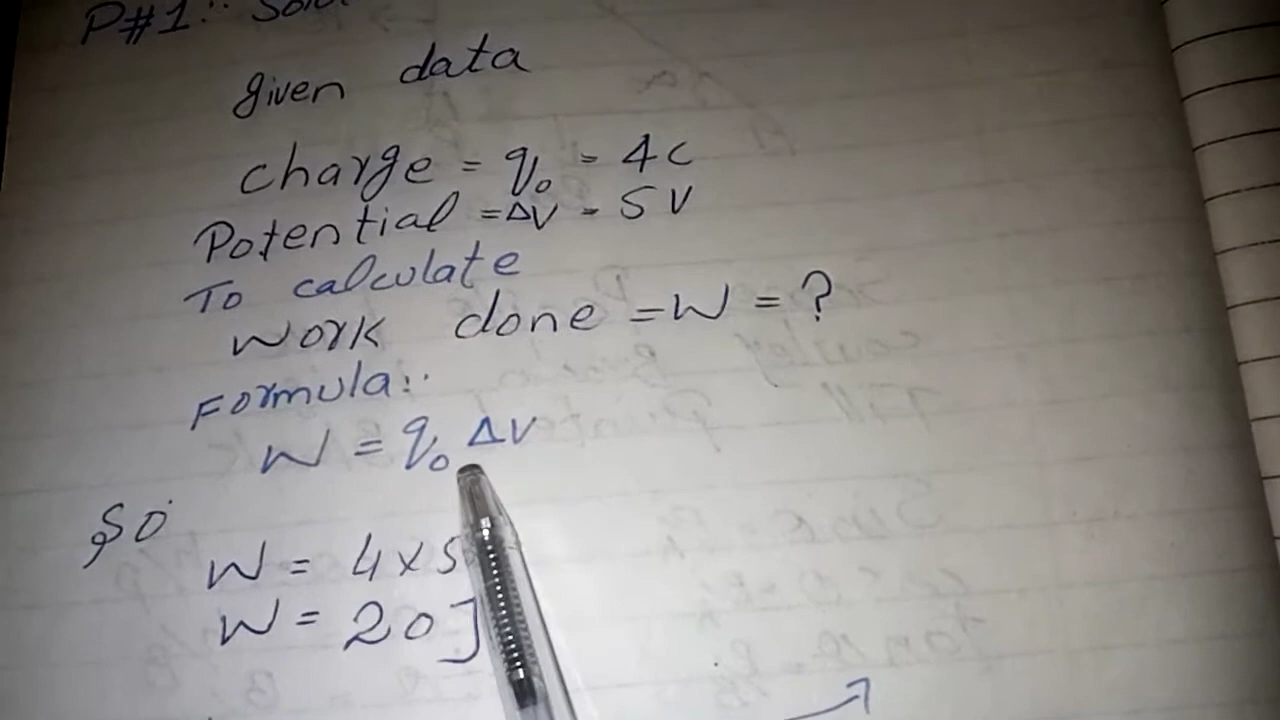 P#1:
given data
charge = q₀ = 4C
Potential = ΔV = 5V
To calculate
Work done = W = ?
Formula:
W = q₀ ΔV
So
W = 4 x 5
W = 20J